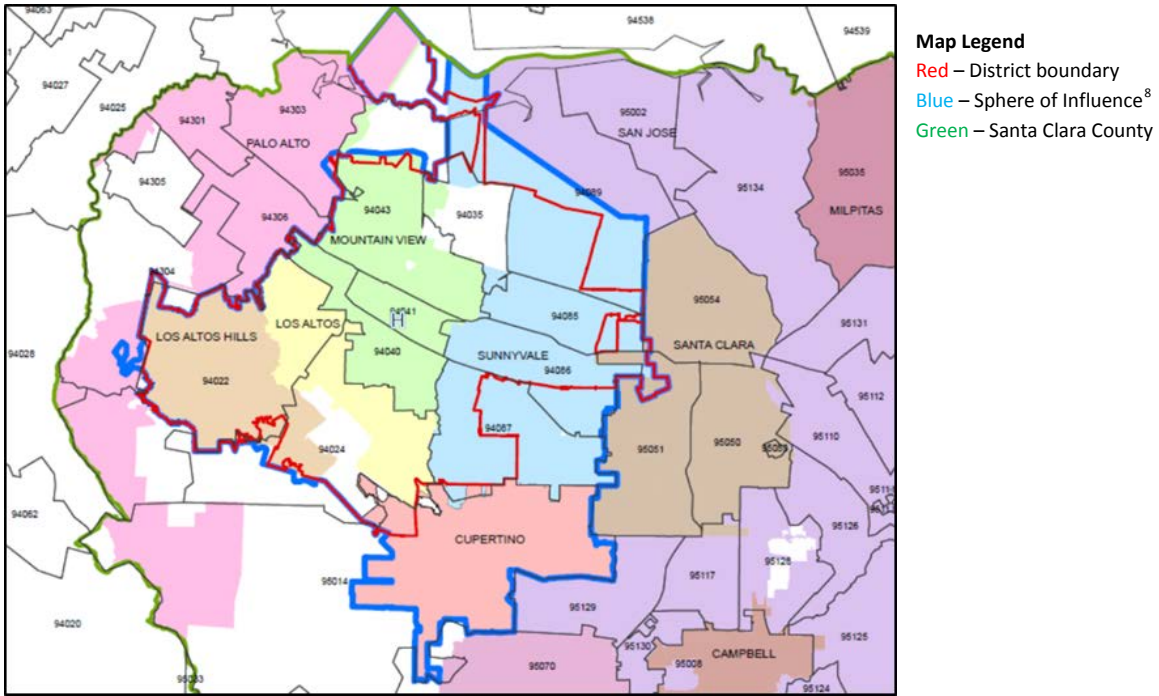 94063
94538
94539
94027
94025
94303
94301
95002
SAN JOSE
PALO ALTO
94305
95134
95035
94089
94306
94043
94035
MILPITAS
MOUNTAIN VIEW
94304
95054
94041
H
94085
95131
LOS ALTOS HILLS
LOS ALTOS
94028
94040
SUNNYVALE
94086
SANTA CLARA
94022
95112
94087
94024
95051
95050
95053
95110
94062
95126
CUPERTINO
95128
95014
95117
95129
94020
95125
95130
CAMPBELL
95070
95008
95033
95124
Map Legend
Red – District boundary
Blue – Sphere of Influence8
Green – Santa Clara County